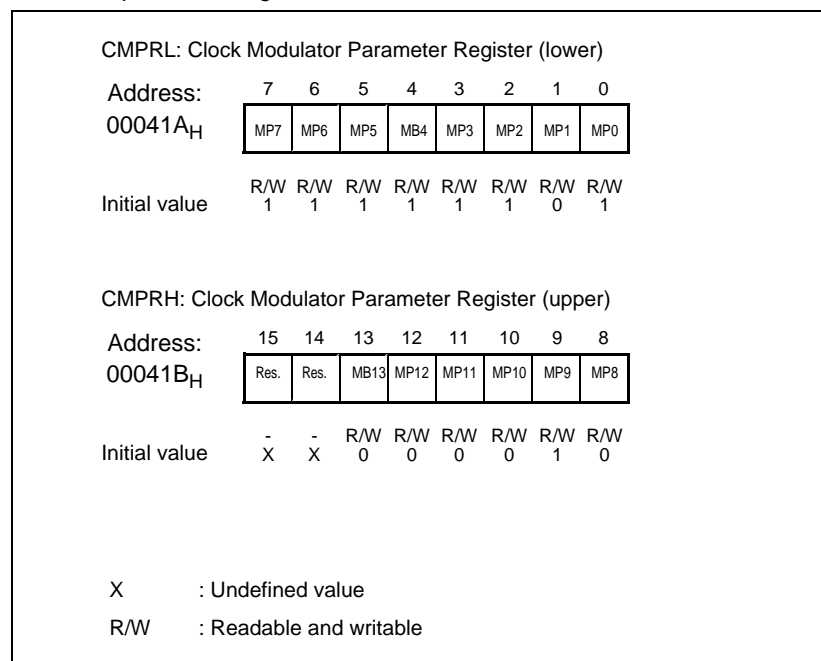 CMPRL: Clock Modulator Parameter Register (lower)
Address: 7 6 5 4 3 2 1 0
00041AH MP7 MP6 MP5 MB4 MP3 MP2 MP1 MP0
R/W R/W R/W R/W R/W R/W R/W R/W
Initial value 1 1 1 1 1 1 0 1
CMPRH: Clock Modulator Parameter Register (upper)
Address: 15 14 13 12 11 10 9 8
00041BH Res. Res. MB13 MP12 MP11 MP10 MP9 MP8
- - R/W R/W R/W R/W R/W R/W
Initial value X X 0 0 0 0 1 0
X : Undefined value
R/W : Readable and writable